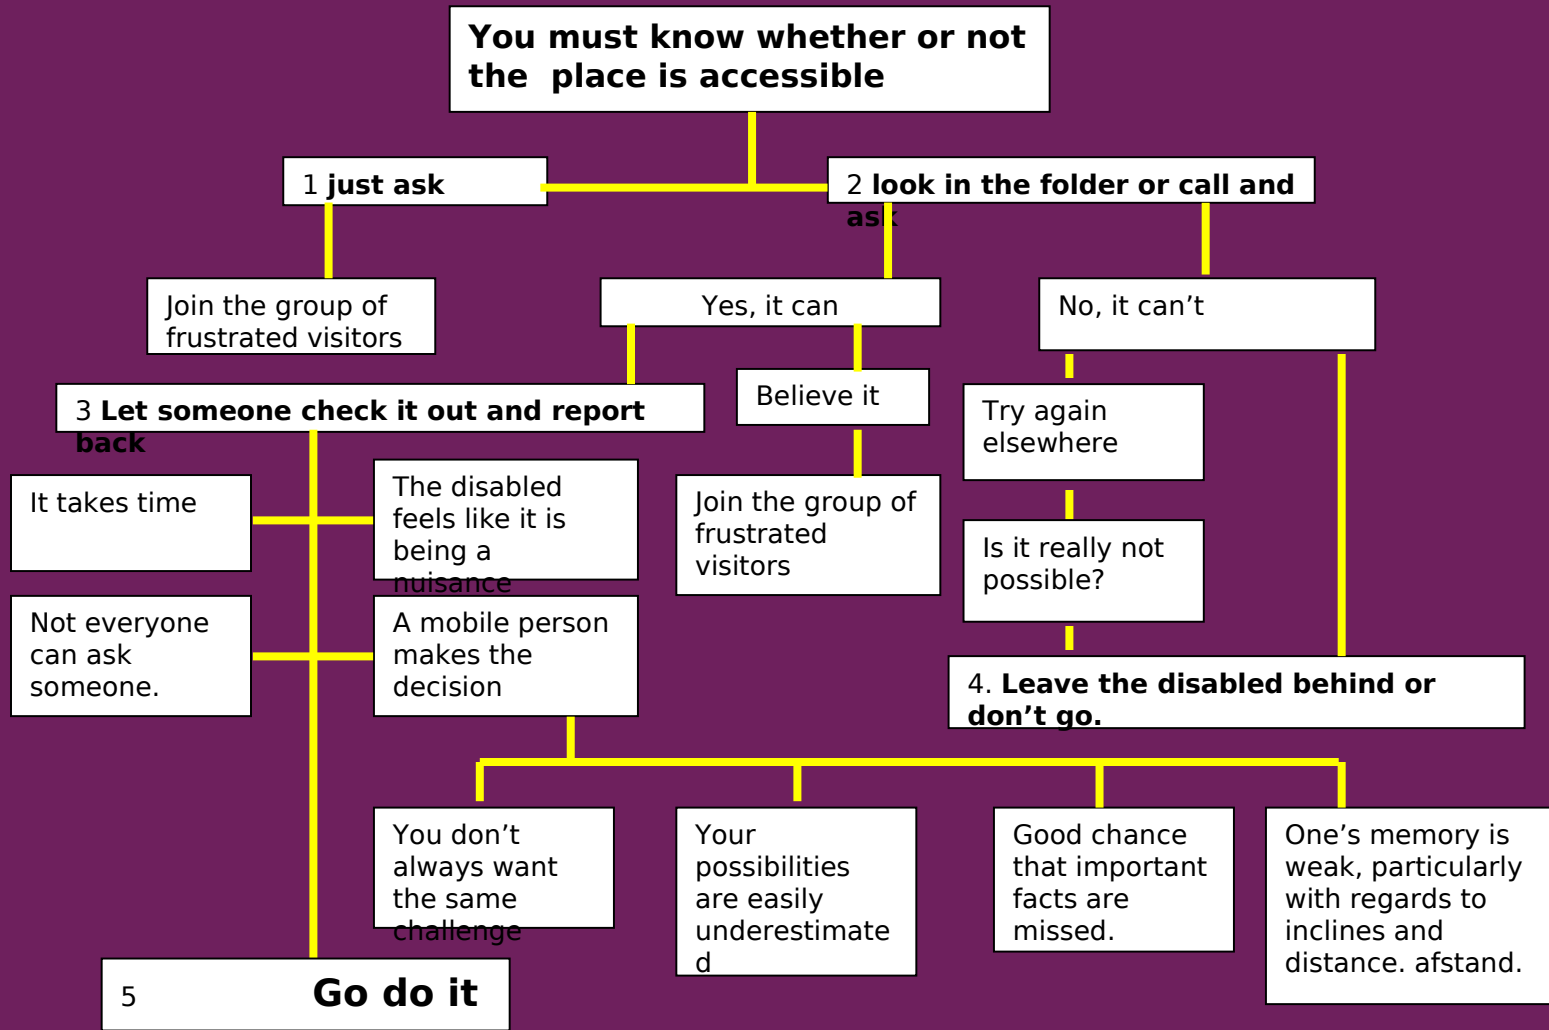 You must know whether or not
the  place is accessible
1 just ask
2 look in the folder or call and
ask
Join the group of
frustrated visitors
Yes, it can
No, it can’t
3 Let someone check it out and report
back
Believe it
Try again
elsewhere
It takes time
The disabled
feels like it is
being a
nuisance
Join the group of
frustrated
visitors
Is it really not
possible?
Not everyone
can ask
someone.
A mobile person
makes the
decision
4. Leave the disabled behind or
don’t go.
You don’t
always want
the same
challenge
Your
possibilities
are easily
underestimate
d
Good chance
that important
facts are
missed.
One’s memory is
weak, particularly
with regards to
inclines and
distance. afstand.
5 Go do it